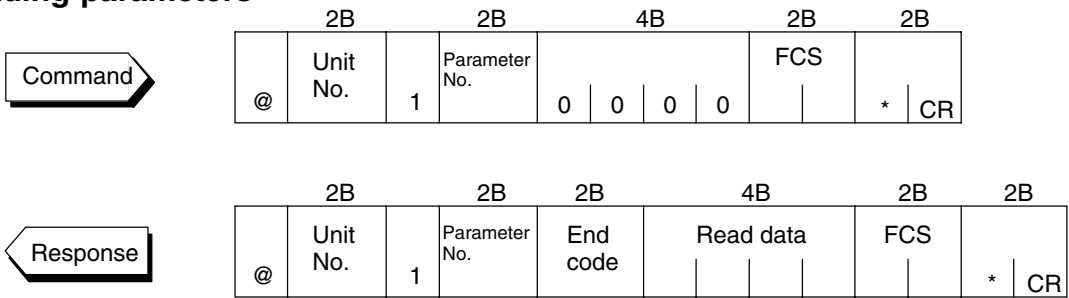 parameters
2B 2B 4B 2B 2B
Command
@
Unit
No.
1
Parameter
No.
0 0 0 0
FCS
* CR
2B 2B 2B 4B 2B 2B
Response
@
Unit
No.
1
Parameter
No.
End
code
Read data
FCS
* CR